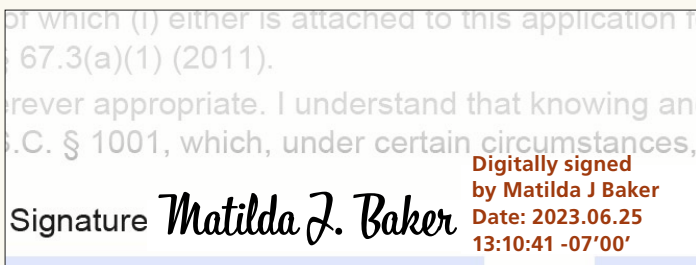 of which (I) either is attached to this application f
§ 67.3(a)(1) (2011).
erever appropriate. I understand that knowing an
S.C. § 1001, which, under certain circumstances,
Signature Matilda J. Baker
Digitally signed
by Matilda J Baker
Date: 2023.06.25
13:10:41 -07'00'